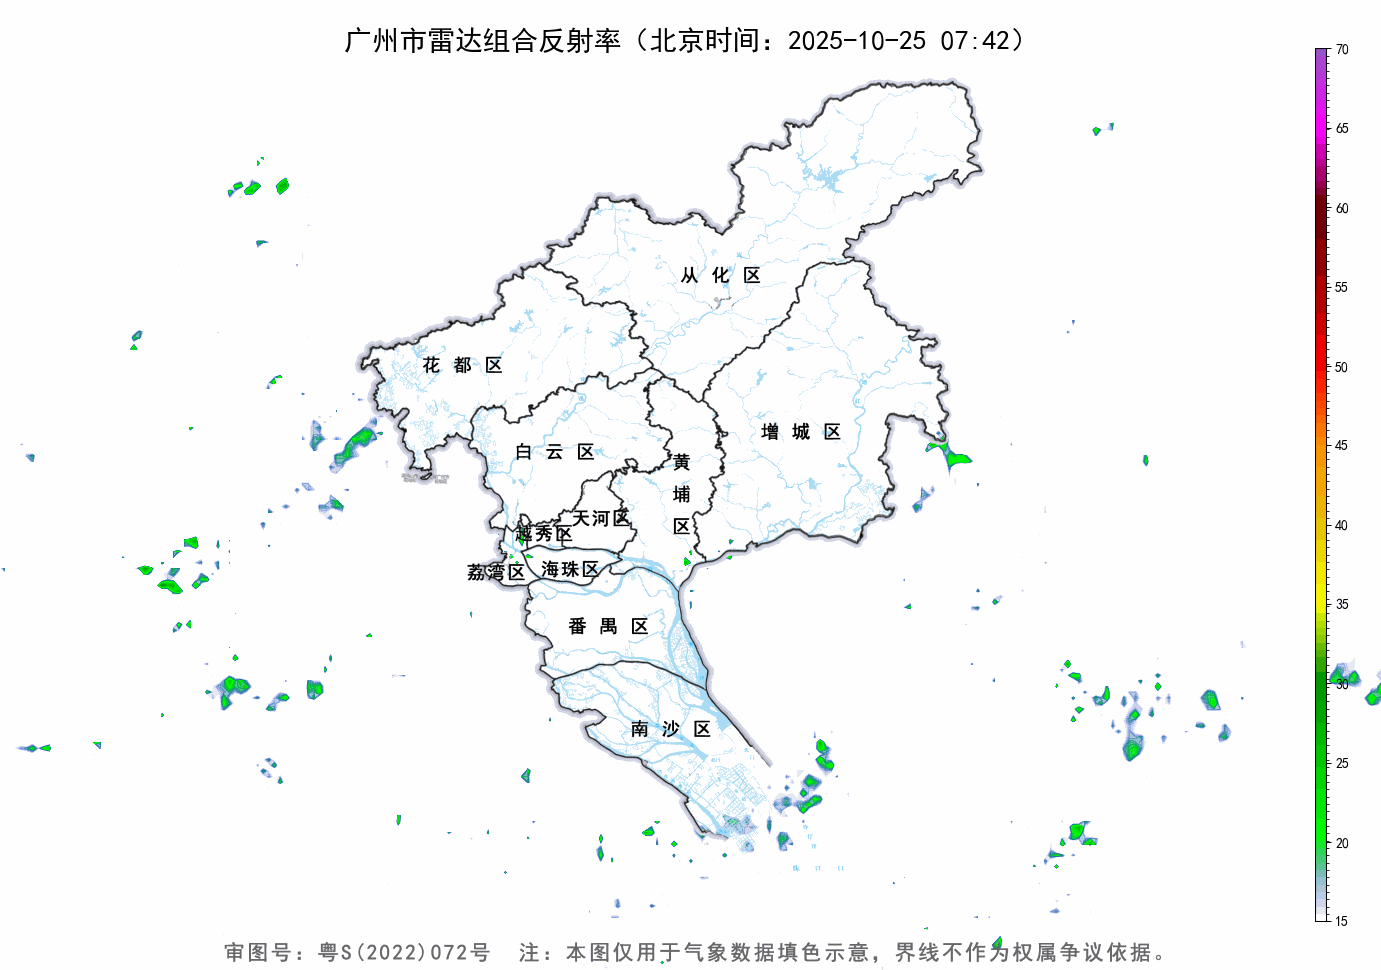 广州市雷达组合反射率（北京时间：2025-10-25 07:42）
70
65
60
55
50
45
40
35
30
25
20
15
从化区
花都区
增城区
白云区
黄埔区
天河区
越秀区
荔湾区
海珠区
番禺区
南沙区
审图号：粤S(2022)072号 注：本图仅用于气象数据填色示意，界线不作为权属争议依据。